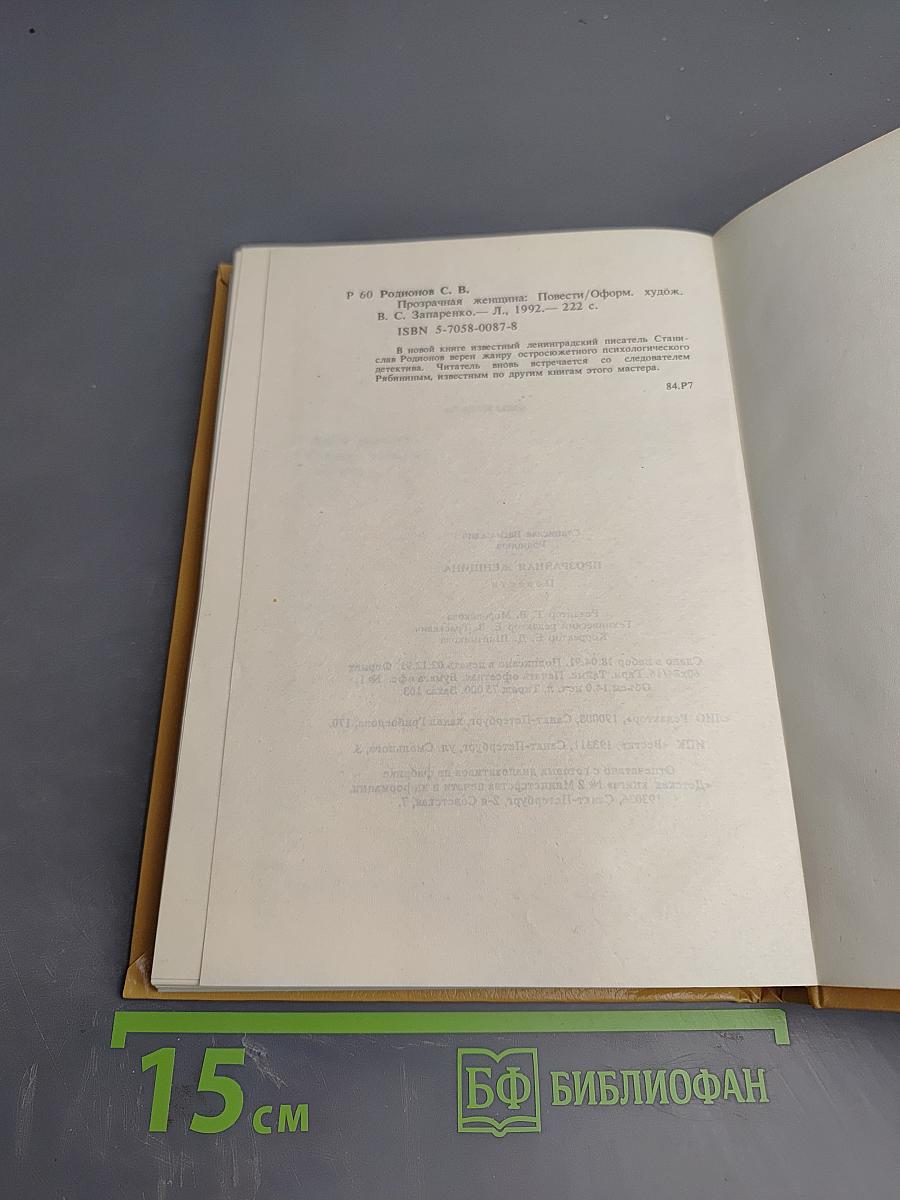 Р 60 Родионов С. В.
Прозрачная женщина: Повести/Оформ. худож.
В. С. Запаренко.— Л., 1992.— 222 с.
ISBN 5-7058-0087-8
В новой книге известный ленинградский писатель Стани-
слав Родионов верен жанру остросюжетного психологического
детектива. Читатель вновь встречается со следователем
Рябининым, известным по другим книгам этого мастера.
84.Р7
15 см
БФ БИБЛИОФАН